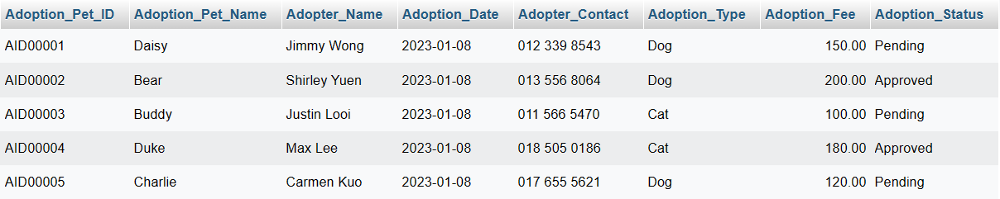 Adoption_Pet_ID Adoption_Pet_Name Adopter_Name Adoption_Date Adopter_Contact Adoption_Type Adoption_Fee Adoption_Status
AID00001 Daisy Jimmy Wong 2023-01-08 012 339 8543 Dog 150.00 Pending
AID00002 Bear Shirley Yuen 2023-01-08 013 556 8064 Dog 200.00 Approved
AID00003 Buddy Justin Looi 2023-01-08 011 566 5470 Cat 100.00 Pending
AID00004 Duke Max Lee 2023-01-08 018 505 0186 Cat 180.00 Approved
AID00005 Charlie Carmen Kuo 2023-01-08 017 655 5621 Dog 120.00 Pending